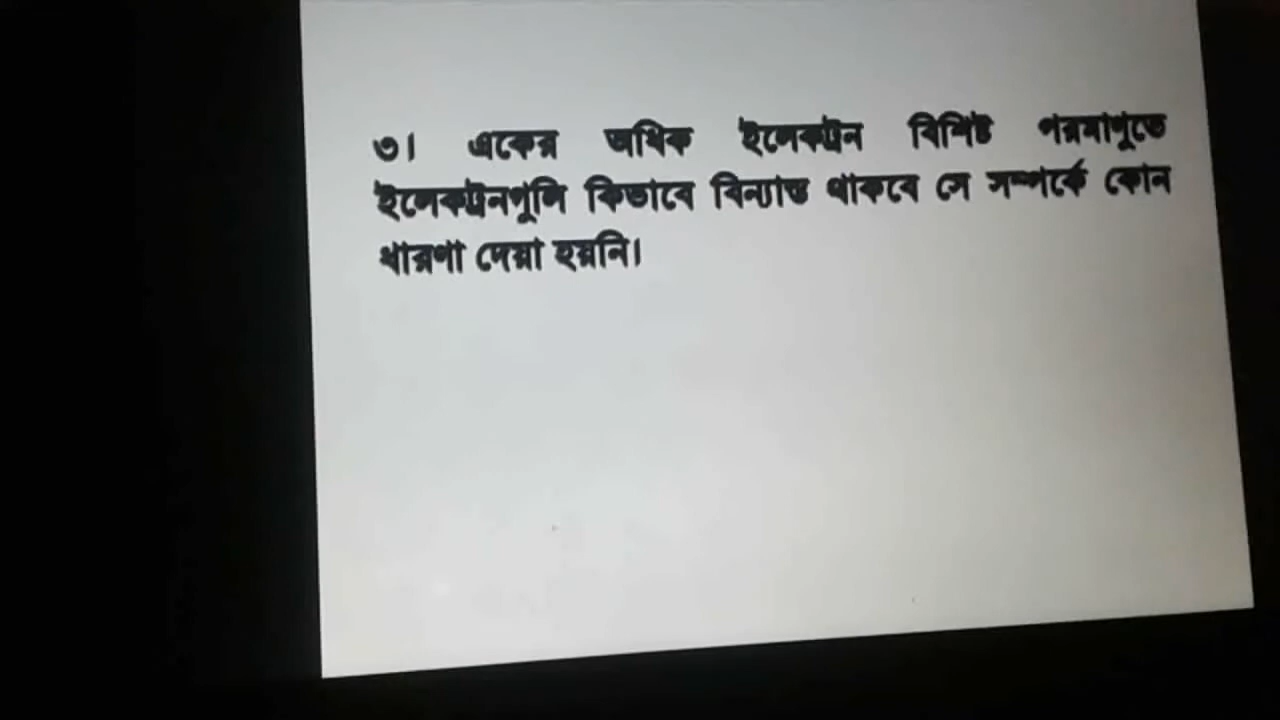 ৩। একের অধিক ইলেকট্রন বিশিষ্ট পরমাণুতে
ইলেকট্রনগুলি কিভাবে বিন্যাস্ত থাকবে সে সম্পর্কে কোন
ধারণা দেয়া হয়নি।